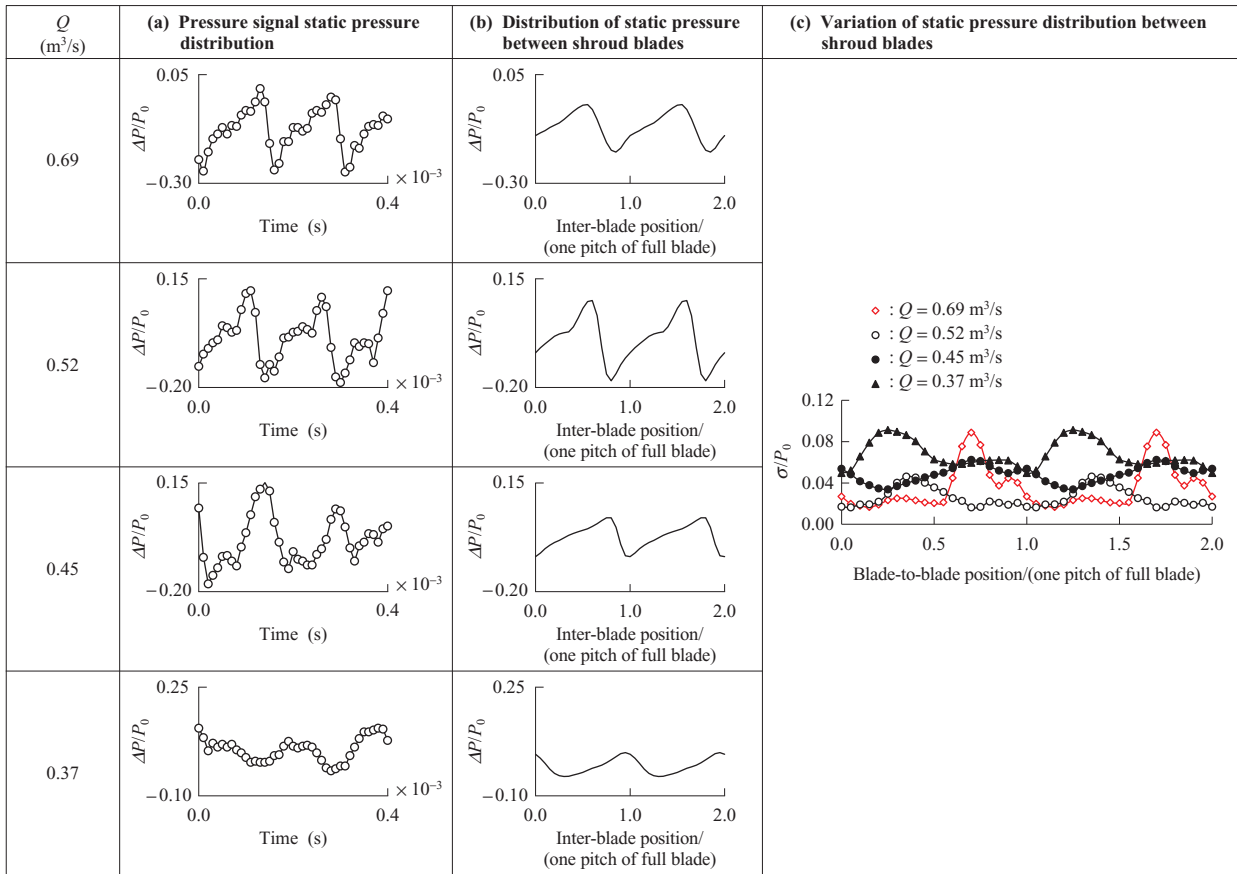 Q
(m³/s)
(a) Pressure signal static pressure
distribution
(b) Distribution of static pressure
between shroud blades
(c) Variation of static pressure distribution between
shroud blades
0.69
0.05
ΔP/P₀
−0.30
0.0
0.4
× 10⁻³
Time (s)
0.05
ΔP/P₀
−0.30
0.0
1.0
2.0
Inter-blade position/
(one pitch of full blade)
0.52
0.15
ΔP/P₀
−0.20
0.0
0.4
× 10⁻³
Time (s)
0.15
ΔP/P₀
−0.20
0.0
1.0
2.0
Inter-blade position/
(one pitch of full blade)
0.45
0.15
ΔP/P₀
−0.20
0.0
0.4
× 10⁻³
Time (s)
0.15
ΔP/P₀
−0.20
0.0
1.0
2.0
Inter-blade position/
(one pitch of full blade)
0.37
0.25
ΔP/P₀
−0.10
0.0
0.4
× 10⁻³
Time (s)
0.25
ΔP/P₀
−0.10
0.0
1.0
2.0
Inter-blade position/
(one pitch of full blade)
: Q = 0.69 m³/s
: Q = 0.52 m³/s
: Q = 0.45 m³/s
: Q = 0.37 m³/s
0.12
0.08
0.04
0.00
σ/P₀
0.0
0.5
1.0
1.5
2.0
Blade-to-blade position/(one pitch of full blade)